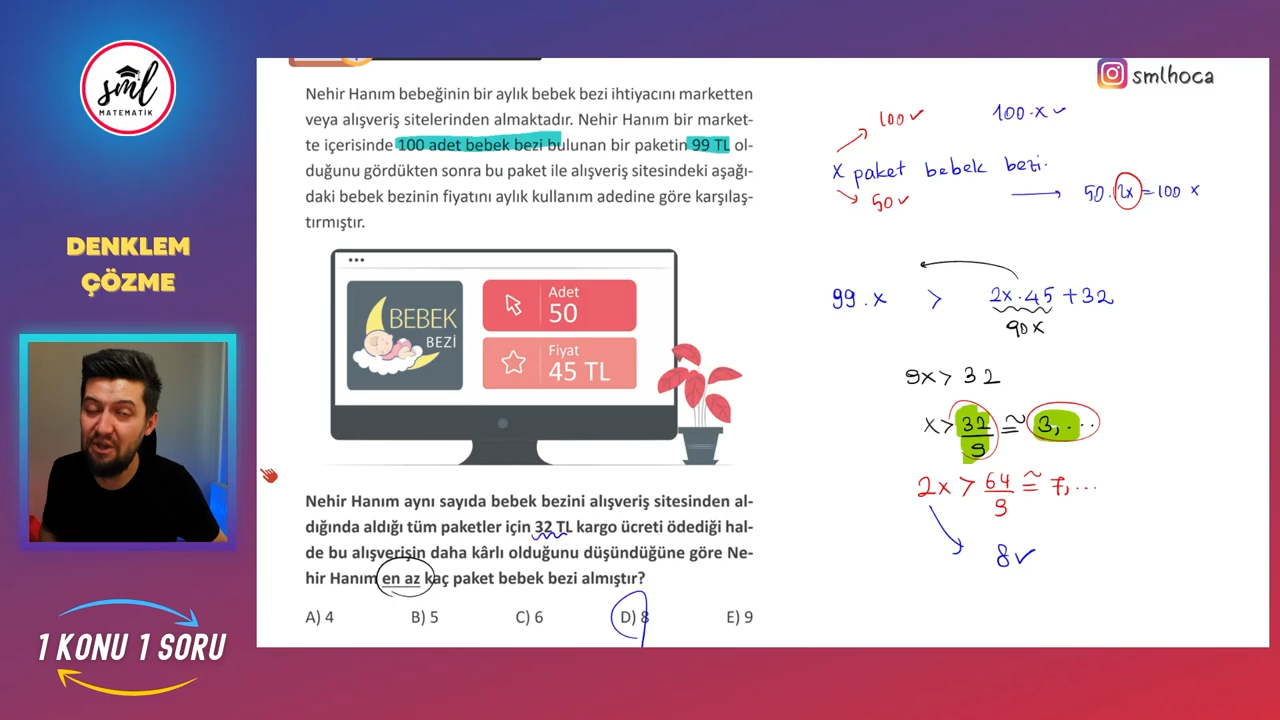 sml
MATEMATİK
DENKLEM
ÇÖZME
1 KONU 1 SORU
smlhoca
Nehir Hanım bebeğinin bir aylık bebek bezi ihtiyacını marketten
veya alışveriş sitelerinden almaktadır. Nehir Hanım bir market-
te içerisinde 100 adet bebek bezi bulunan bir paketin 99 TL ol-
duğunu gördükten sonra bu paket ile alışveriş sitesindeki aşağı-
daki bebek bezinin fiyatını aylık kullanım adedine göre karşılaş-
tırmıştır.
BEBEK
BEZİ
Adet
50
Fiyat
45 TL
Nehir Hanım aynı sayıda bebek bezini alışveriş sitesinden al-
dığında aldığı tüm paketler için 32 TL kargo ücreti ödediği hal-
de bu alışverişin daha kârlı olduğunu düşündüğüne göre Ne-
hir Hanım en az kaç paket bebek bezi almıştır?
A) 4 B) 5 C) 6 D) 8 E) 9
100 ✓ 100·x ✓
x paket bebek bezi.
50 ✓ → 50·2x = 100 x
99·x > 2x·45 + 32
90x
9x > 32
x > 32/9 ≅ 3,...
2x > 64/9 ≅ 7,...
8 ✓